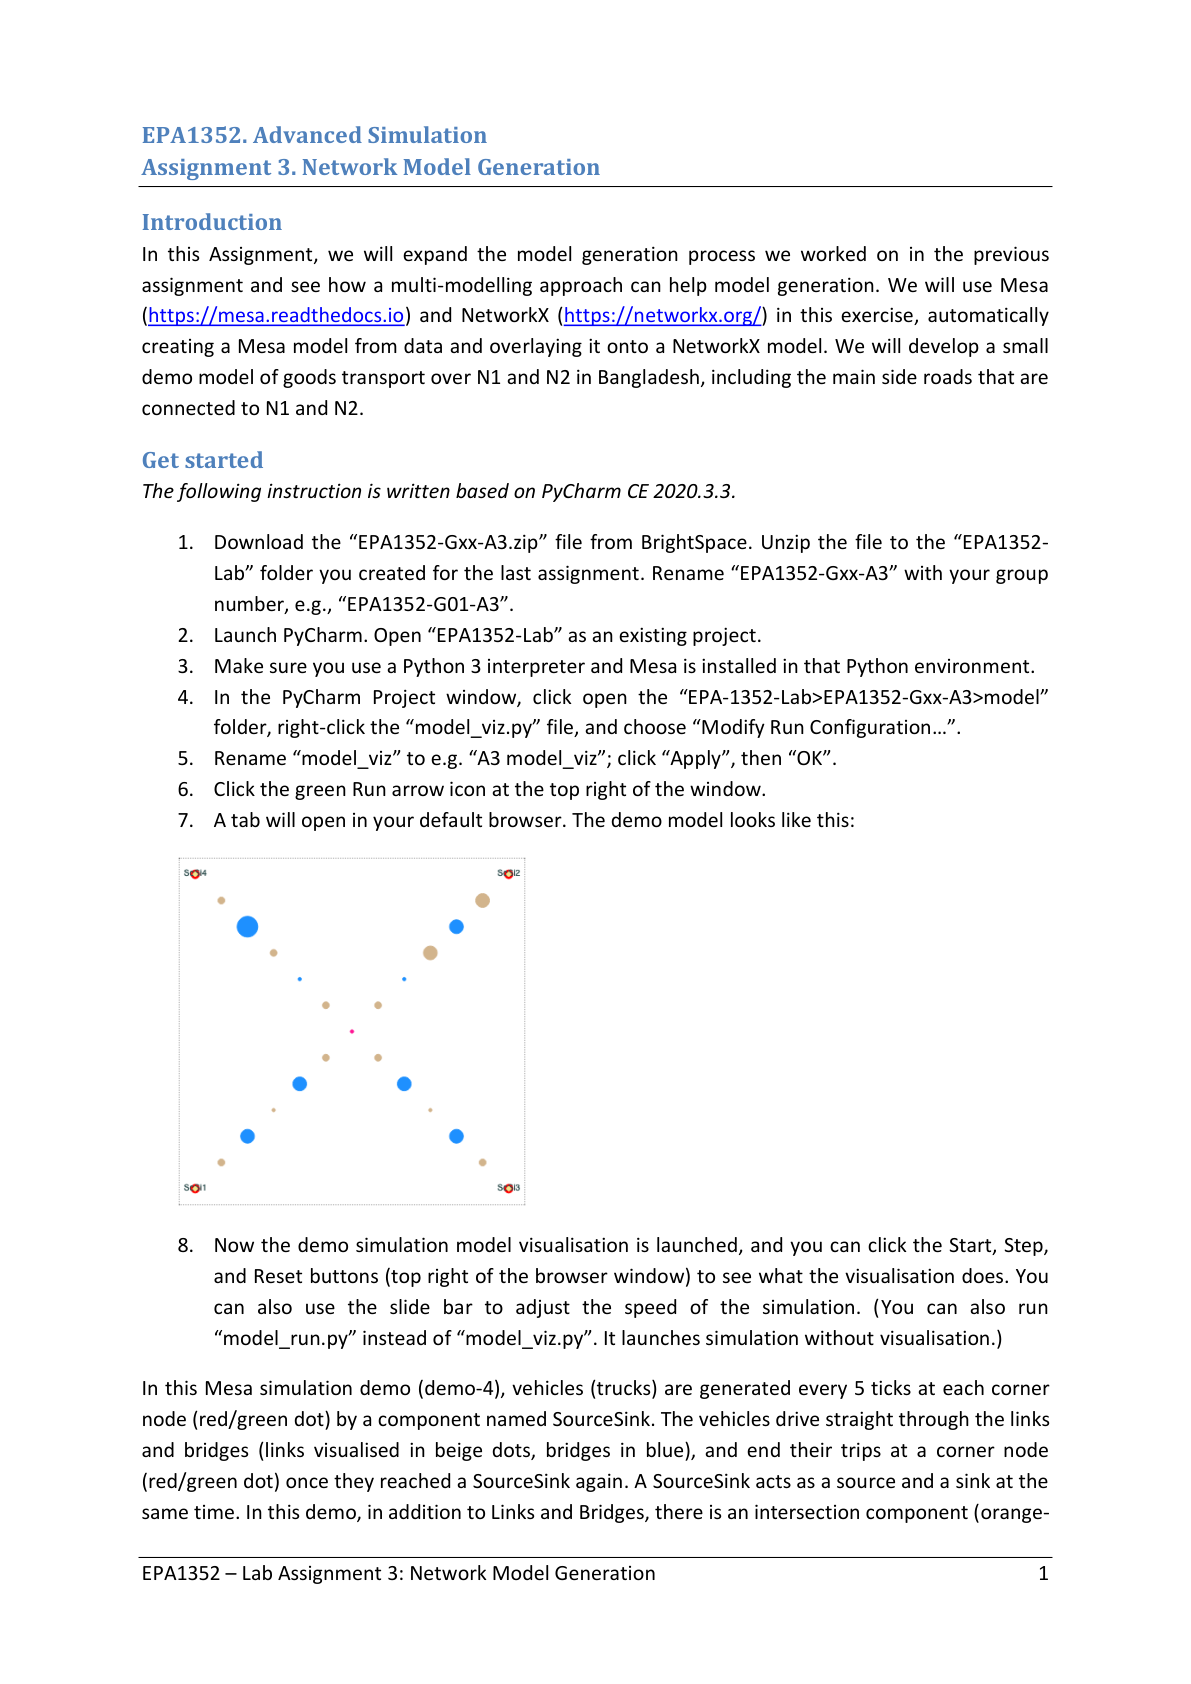 EPA1352. Advanced Simulation
Assignment 3. Network Model Generation
Introduction
In this Assignment, we will expand the model generation process we worked on in the previous
assignment and see how a multi-modelling approach can help model generation. We will use Mesa
(https://mesa.readthedocs.io) and NetworkX (https://networkx.org/) in this exercise, automatically
creating a Mesa model from data and overlaying it onto a NetworkX model. We will develop a small
demo model of goods transport over N1 and N2 in Bangladesh, including the main side roads that are
connected to N1 and N2.
Get started
The following instruction is written based on PyCharm CE 2020.3.3.
1. Download the “EPA1352-Gxx-A3.zip” file from BrightSpace. Unzip the file to the “EPA1352-
Lab” folder you created for the last assignment. Rename “EPA1352-Gxx-A3” with your group
number, e.g., “EPA1352-G01-A3”.
2. Launch PyCharm. Open “EPA1352-Lab” as an existing project.
3. Make sure you use a Python 3 interpreter and Mesa is installed in that Python environment.
4. In the PyCharm Project window, click open the “EPA-1352-Lab>EPA1352-Gxx-A3>model”
folder, right-click the “model_viz.py” file, and choose “Modify Run Configuration…”.
5. Rename “model_viz” to e.g. “A3 model_viz”; click “Apply”, then “OK”.
6. Click the green Run arrow icon at the top right of the window.
7. A tab will open in your default browser. The demo model looks like this:
8. Now the demo simulation model visualisation is launched, and you can click the Start, Step,
and Reset buttons (top right of the browser window) to see what the visualisation does. You
can also use the slide bar to adjust the speed of the simulation. (You can also run
“model_run.py” instead of “model_viz.py”. It launches simulation without visualisation.)
In this Mesa simulation demo (demo-4), vehicles (trucks) are generated every 5 ticks at each corner
node (red/green dot) by a component named SourceSink. The vehicles drive straight through the links
and bridges (links visualised in beige dots, bridges in blue), and end their trips at a corner node
(red/green dot) once they reached a SourceSink again. A SourceSink acts as a source and a sink at the
same time. In this demo, in addition to Links and Bridges, there is an intersection component (orange-
EPA1352 – Lab Assignment 3: Network Model Generation 1